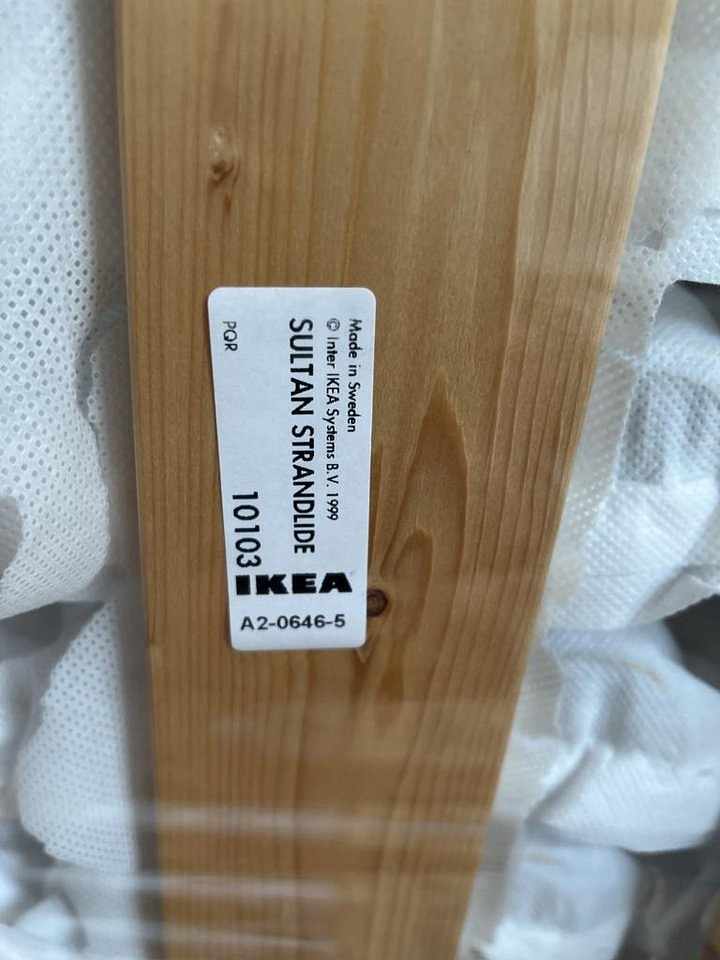 Made in Sweden
© Inter IKEA Systems B.V. 1999
SULTAN STRANDLIDE
PQR
10103
IKEA
A2-0646-5